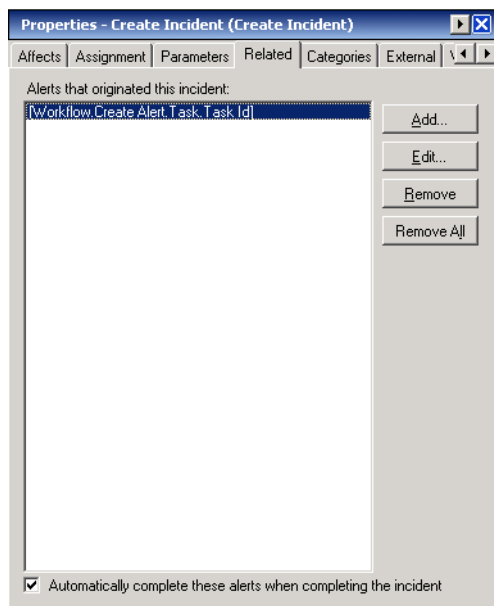 Properties - Create Incident (Create Incident)
Affects Assignment Parameters Related Categories External
Alerts that originated this incident:
[Workflow.Create Alert.Task.Task Id]
Add...
Edit...
Remove
Remove All
Automatically complete these alerts when completing the incident